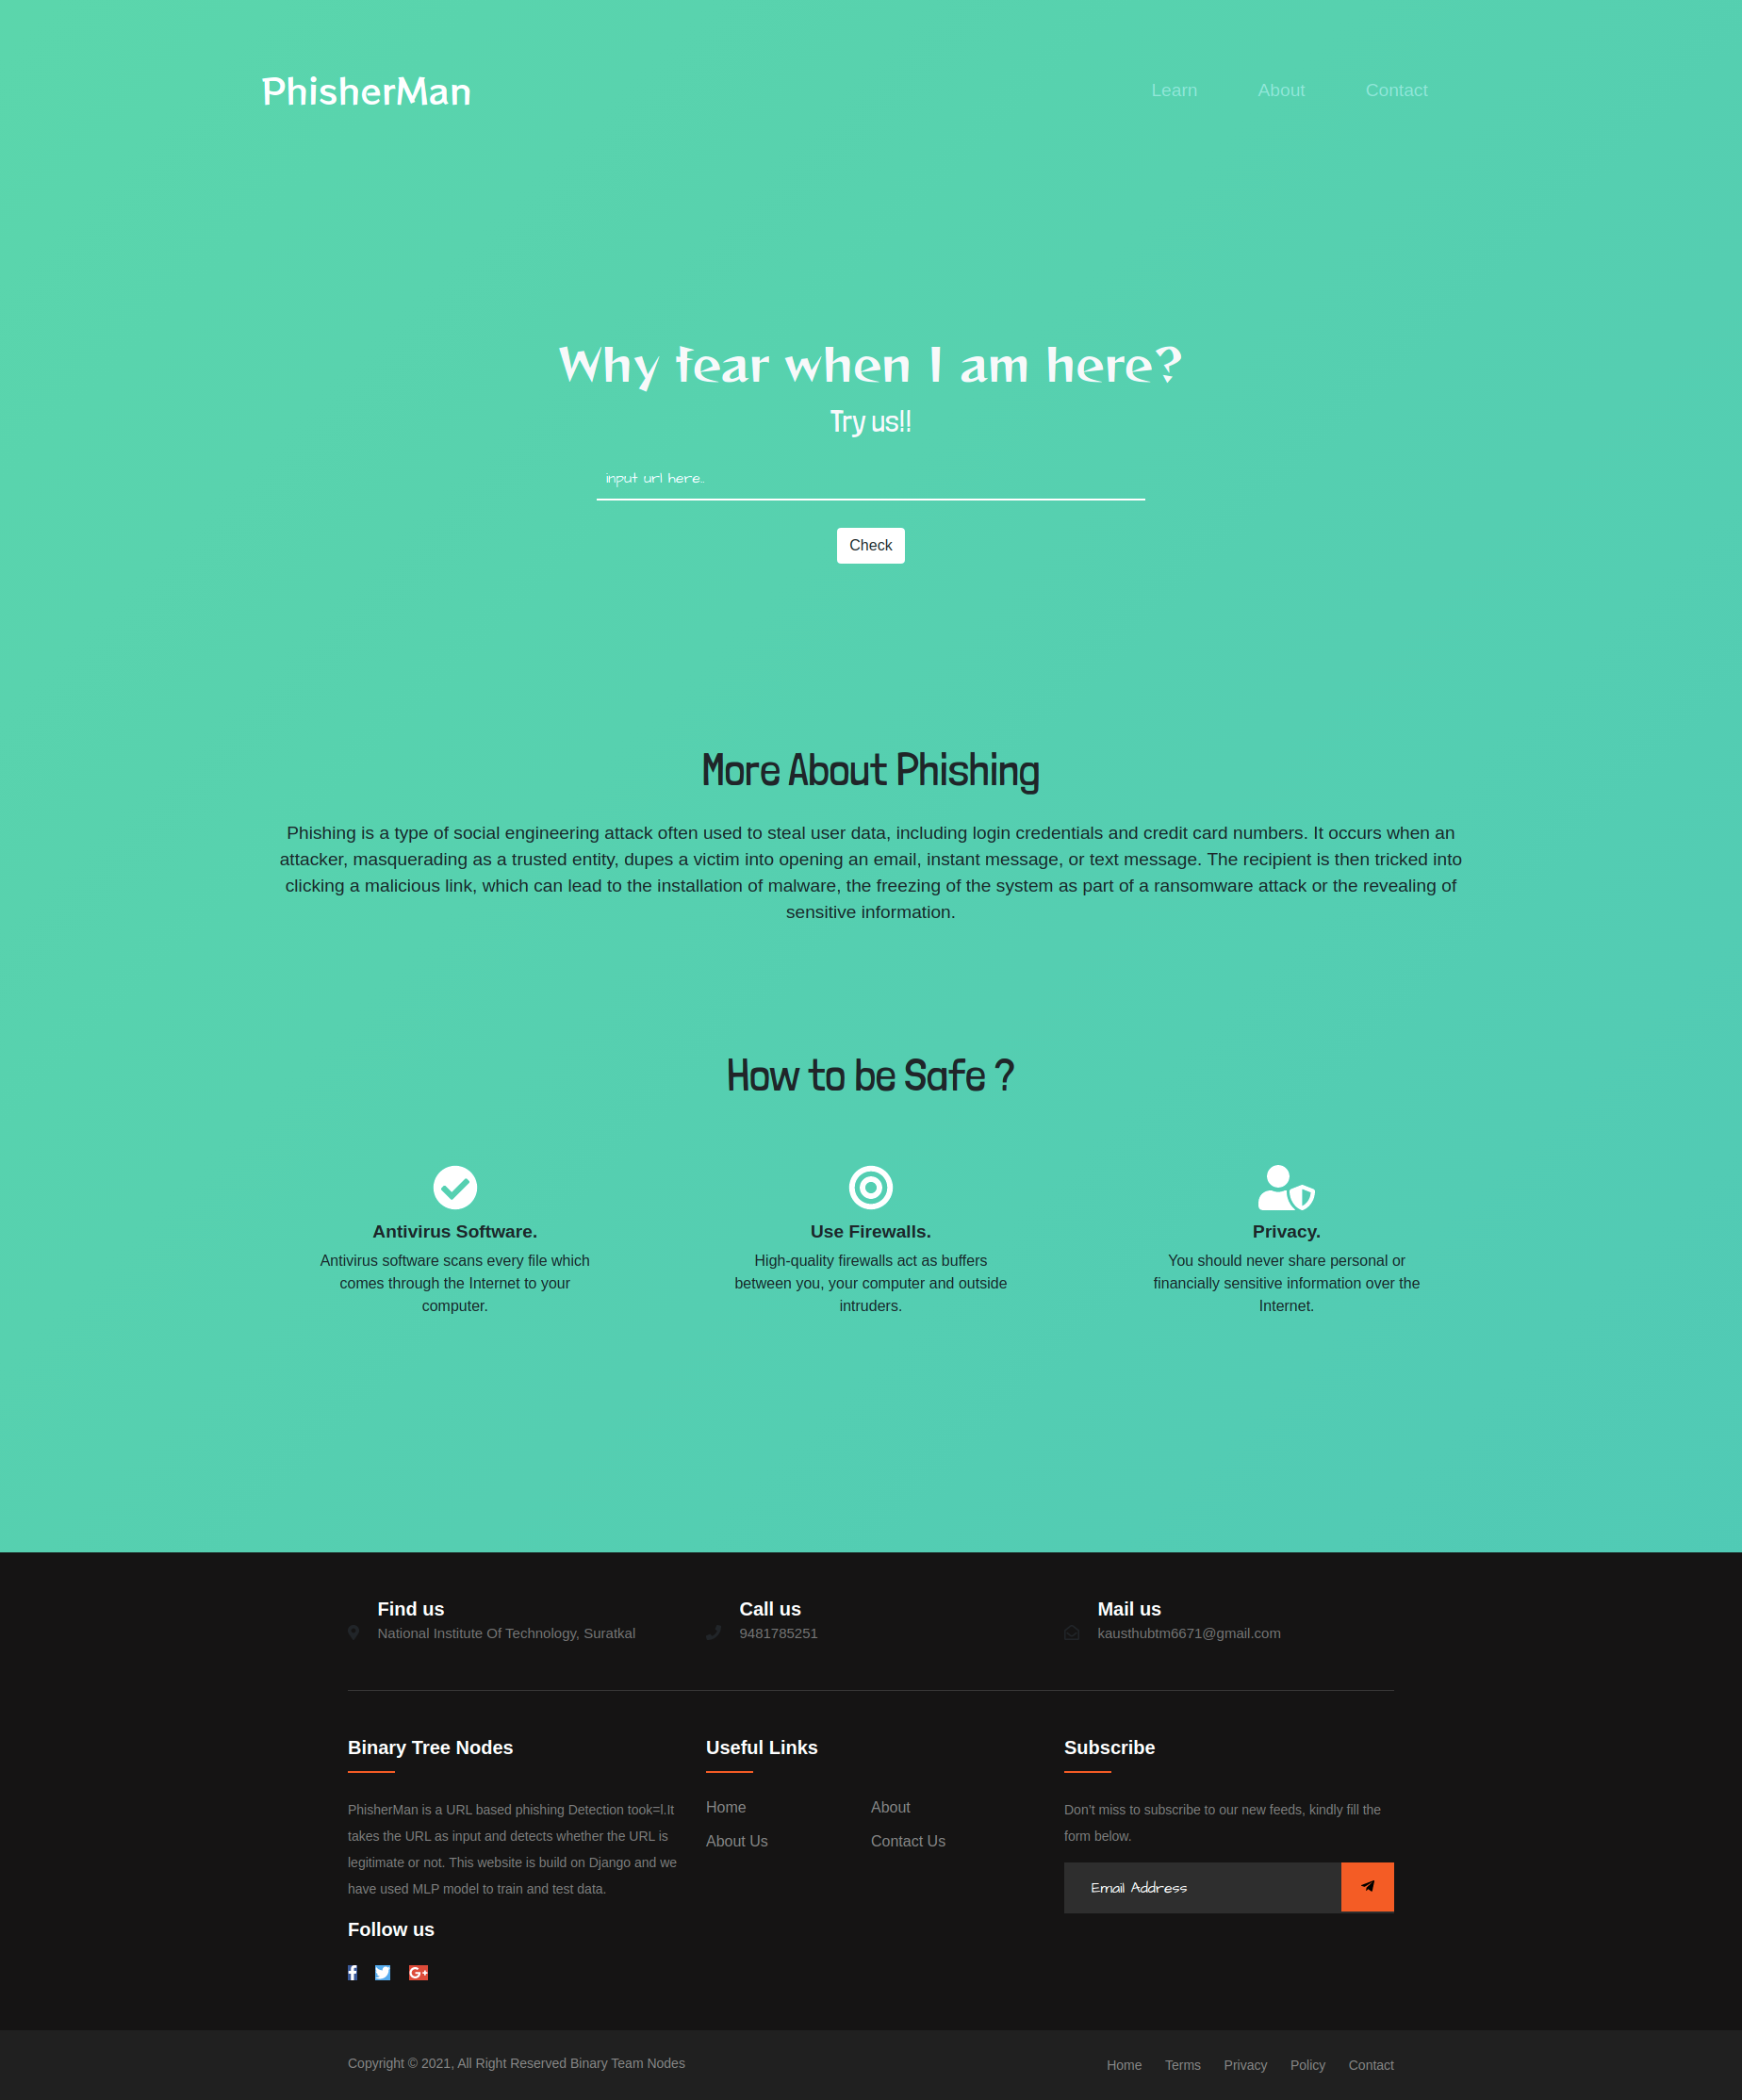 PhisherMan
Learn About Contact
Why fear when I am here?
Try us!!
input url here..
Check
More About Phishing
Phishing is a type of social engineering attack often used to steal user data, including login credentials and credit card numbers. It occurs when an
attacker, masquerading as a trusted entity, dupes a victim into opening an email, instant message, or text message. The recipient is then tricked into
clicking a malicious link, which can lead to the installation of malware, the freezing of the system as part of a ransomware attack or the revealing of
sensitive information.
How to be Safe ?
Antivirus Software.
Antivirus software scans every file which
comes through the Internet to your
computer.
Use Firewalls.
High-quality firewalls act as buffers
between you, your computer and outside
intruders.
Privacy.
You should never share personal or
financially sensitive information over the
Internet.
Find us
National Institute Of Technology, Suratkal
Call us
9481785251
Mail us
kausthubtm6671@gmail.com
Binary Tree Nodes
PhisherMan is a URL based phishing Detection took=l.It
takes the URL as input and detects whether the URL is
legitimate or not. This website is build on Django and we
have used MLP model to train and test data.
Follow us
Useful Links
Home About
About Us Contact Us
Subscribe
Don’t miss to subscribe to our new feeds, kindly fill the
form below.
Email Address
Copyright © 2021, All Right Reserved Binary Team Nodes
Home Terms Privacy Policy Contact